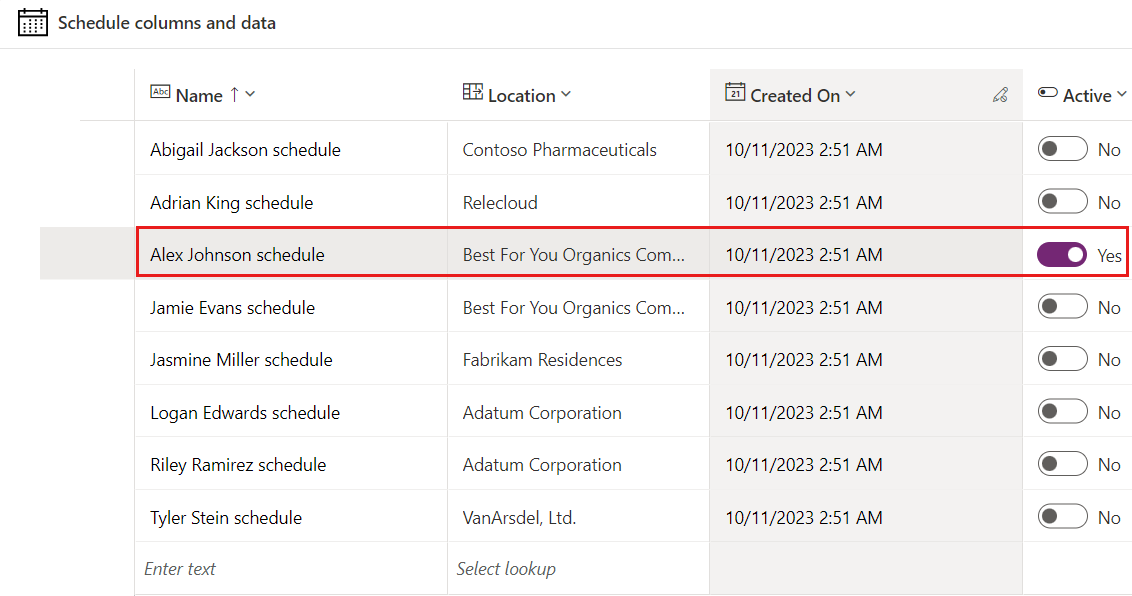 Schedule columns and data
Abc Name ↑ Location 21 Created On Active
Abigail Jackson schedule Contoso Pharmaceuticals 10/11/2023 2:51 AM No
Adrian King schedule Relecloud 10/11/2023 2:51 AM No
Alex Johnson schedule Best For You Organics Com... 10/11/2023 2:51 AM Yes
Jamie Evans schedule Best For You Organics Com... 10/11/2023 2:51 AM No
Jasmine Miller schedule Fabrikam Residences 10/11/2023 2:51 AM No
Logan Edwards schedule Adatum Corporation 10/11/2023 2:51 AM No
Riley Ramirez schedule Adatum Corporation 10/11/2023 2:51 AM No
Tyler Stein schedule VanArsdel, Ltd. 10/11/2023 2:51 AM No
Enter text Select lookup